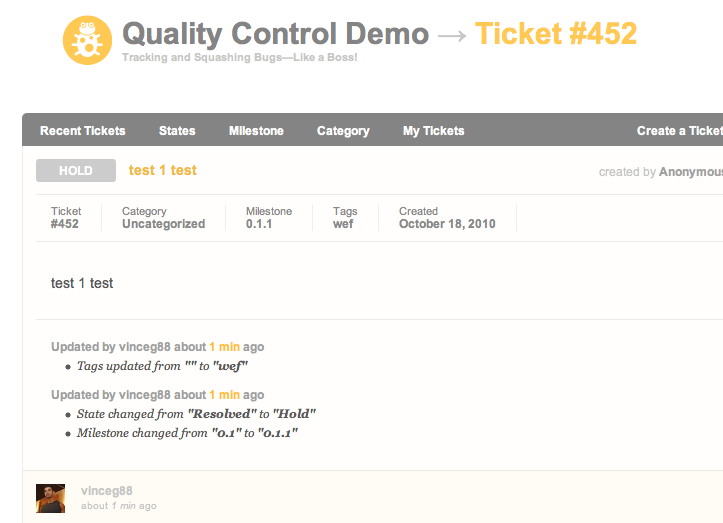 Quality Control Demo → Ticket #452
Tracking and Squashing Bugs—Like a Boss!
Recent Tickets States Milestone Category My Tickets Create a Ticket
HOLD test 1 test created by Anonymous
Ticket Category Milestone Tags Created
#452 Uncategorized 0.1.1 wef October 18, 2010
test 1 test
Updated by vinceg88 about 1 min ago
• Tags updated from "" to "wef"
Updated by vinceg88 about 1 min ago
• State changed from "Resolved" to "Hold"
• Milestone changed from "0.1" to "0.1.1"
vinceg88
about 1 min ago